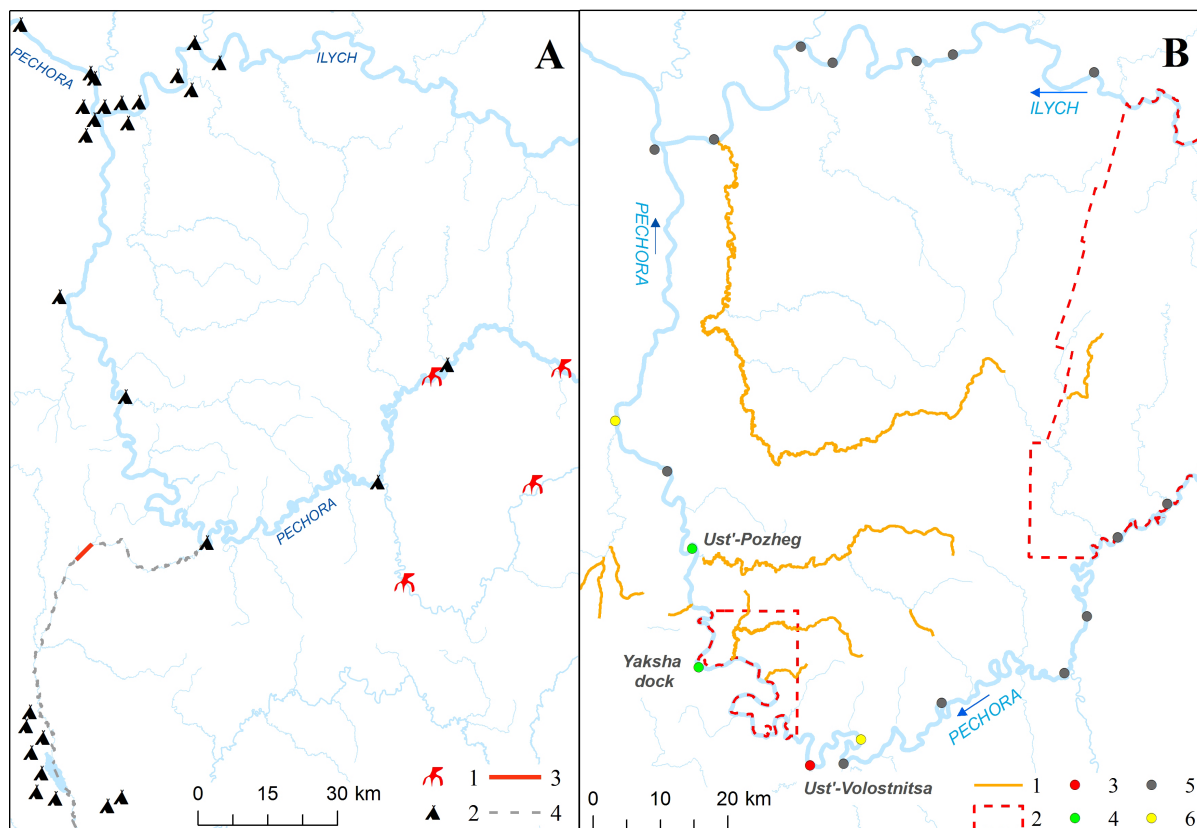 A
PECHORA
ILYCH
PECHORA
1
3
2
4
0 15 30 km
B
ILYCH
PECHORA
Ust'-Pozheg
Yaksha
dock
PECHORA
Ust'-Volostnitsa
1
3
5
2
4
6
0 10 20 km